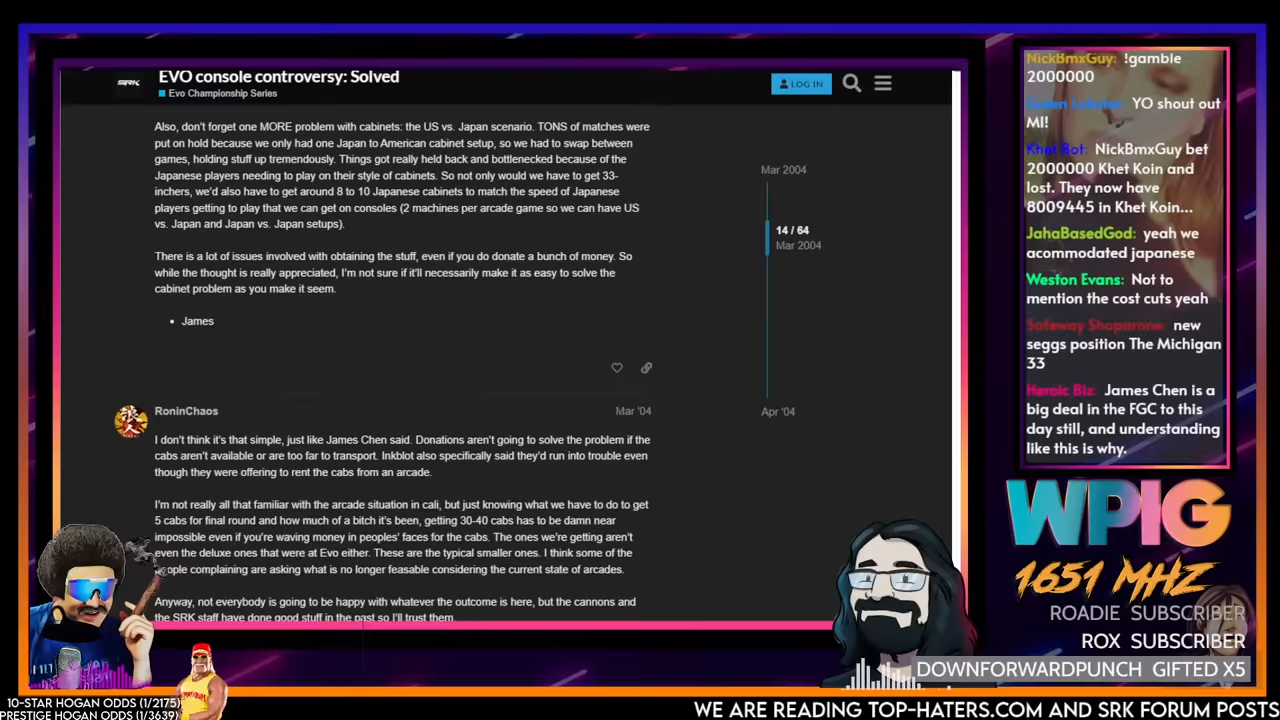 SRK
EVO console controversy: Solved
Evo Championship Series
LOG IN
Also, don't forget one MORE problem with cabinets: the US vs. Japan scenario. TONS of matches were
put on hold because we only had one Japan to American cabinet setup, so we had to swap between
games, holding stuff up tremendously. Things got really held back and bottlenecked because of the
Japanese players needing to play on their style of cabinets. So not only would we have to get 33-
inchers, we'd also have to get around 8 to 10 Japanese cabinets to match the speed of Japanese
players getting to play that we can get on consoles (2 machines per arcade game so we can have US
vs. Japan and Japan vs. Japan setups).
There is a lot of issues involved with obtaining the stuff, even if you do donate a bunch of money. So
while the thought is really appreciated, I'm not sure if it'll necessarily make it as easy to solve the
cabinet problem as you make it seem.
• James
Mar 2004
14 / 64
Mar 2004
Apr '04
RoninChaos
Mar '04
I don't think it's that simple, just like James Chen said. Donations aren't going to solve the problem if the
cabs aren't available or are too far to transport. Inkblot also specifically said they'd run into trouble even
though they were offering to rent the cabs from an arcade.
I'm not really all that familiar with the arcade situation in cali, but just knowing what we have to do to get
5 cabs for final round and how much of a bitch it's been, getting 30-40 cabs has to be damn near
impossible even if you're waving money in peoples' faces for the cabs. The ones we're getting aren't
even the deluxe ones that were at Evo either. These are the typical smaller ones. I think some of the
people complaining are asking what is no longer feasable considering the current state of arcades.
Anyway, not everybody is going to be happy with whatever the outcome is here, but the cannons and
the SRK staff have done good stuff in the past so I'll trust them.
NickBmxGuy: !gamble
2000000
Green Lobster: YO shout out
MI!
Khet Bot: NickBmxGuy bet
2000000 Khet Koin and
lost. They now have
8009445 in Khet Koin...
JahaBasedGod: yeah we
acommodated japanese
Weston Evans: Not to
mention the cost cuts yeah
Safeway Shoparone: new
seggs position The Michigan
33
Heroic Biz: James Chen is a
big deal in the FGC to this
day still, and understanding
like this is why.
WPIG
1651 MHZ
ROADIE SUBSCRIBER
ROX SUBSCRIBER
DOWNFORWARDPUNCH GIFTED X5
10-STAR HOGAN ODDS (1/2175)
PRESTIGE HOGAN ODDS (1/3639)
WE ARE READING TOP-HATERS.COM AND SRK FORUM POSTS